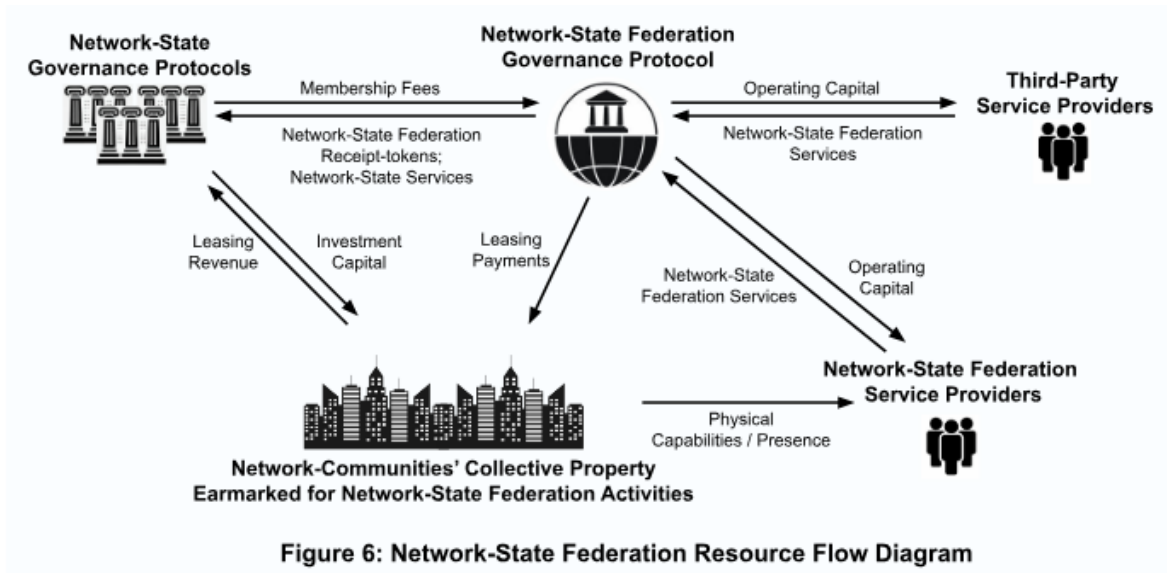 Network-State
Governance Protocols
Network-State Federation
Governance Protocol
Third-Party
Service Providers
Membership Fees
Network-State Federation
Receipt-tokens;
Network-State Services
Operating Capital
Network-State Federation
Services
Leasing
Revenue
Investment
Capital
Leasing
Payments
Network-State
Federation Services
Operating
Capital
Network-State Federation
Service Providers
Physical
Capabilities / Presence
Network-Communities' Collective Property
Earmarked for Network-State Federation Activities
Figure 6: Network-State Federation Resource Flow Diagram